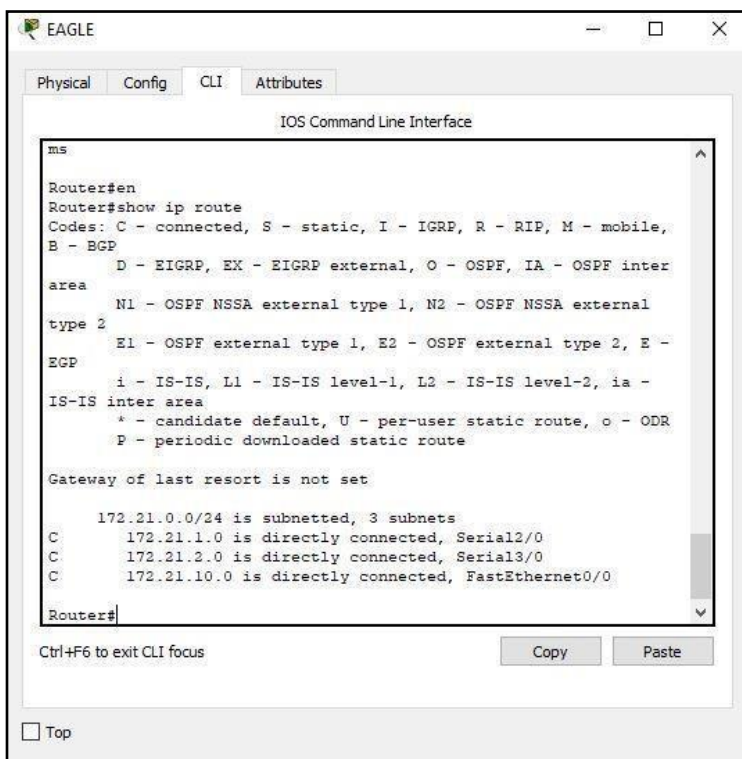 EAGLE
Physical Config CLI Attributes
IOS Command Line Interface
ms
Router#en
Router#show ip route
Codes: C - connected, S - static, I - IGRP, R - RIP, M - mobile,
B - BGP
D - EIGRP, EX - EIGRP external, O - OSPF, IA - OSPF inter
area
N1 - OSPF NSSA external type 1, N2 - OSPF NSSA external
type 2
E1 - OSPF external type 1, E2 - OSPF external type 2, E -
EGP
i - IS-IS, L1 - IS-IS level-1, L2 - IS-IS level-2, ia -
IS-IS inter area
* - candidate default, U - per-user static route, o - ODR
P - periodic downloaded static route
Gateway of last resort is not set
172.21.0.0/24 is subnetted, 3 subnets
C 172.21.1.0 is directly connected, Serial2/0
C 172.21.2.0 is directly connected, Serial3/0
C 172.21.10.0 is directly connected, FastEthernet0/0
Router#
Ctrl+F6 to exit CLI focus
Copy Paste
Top